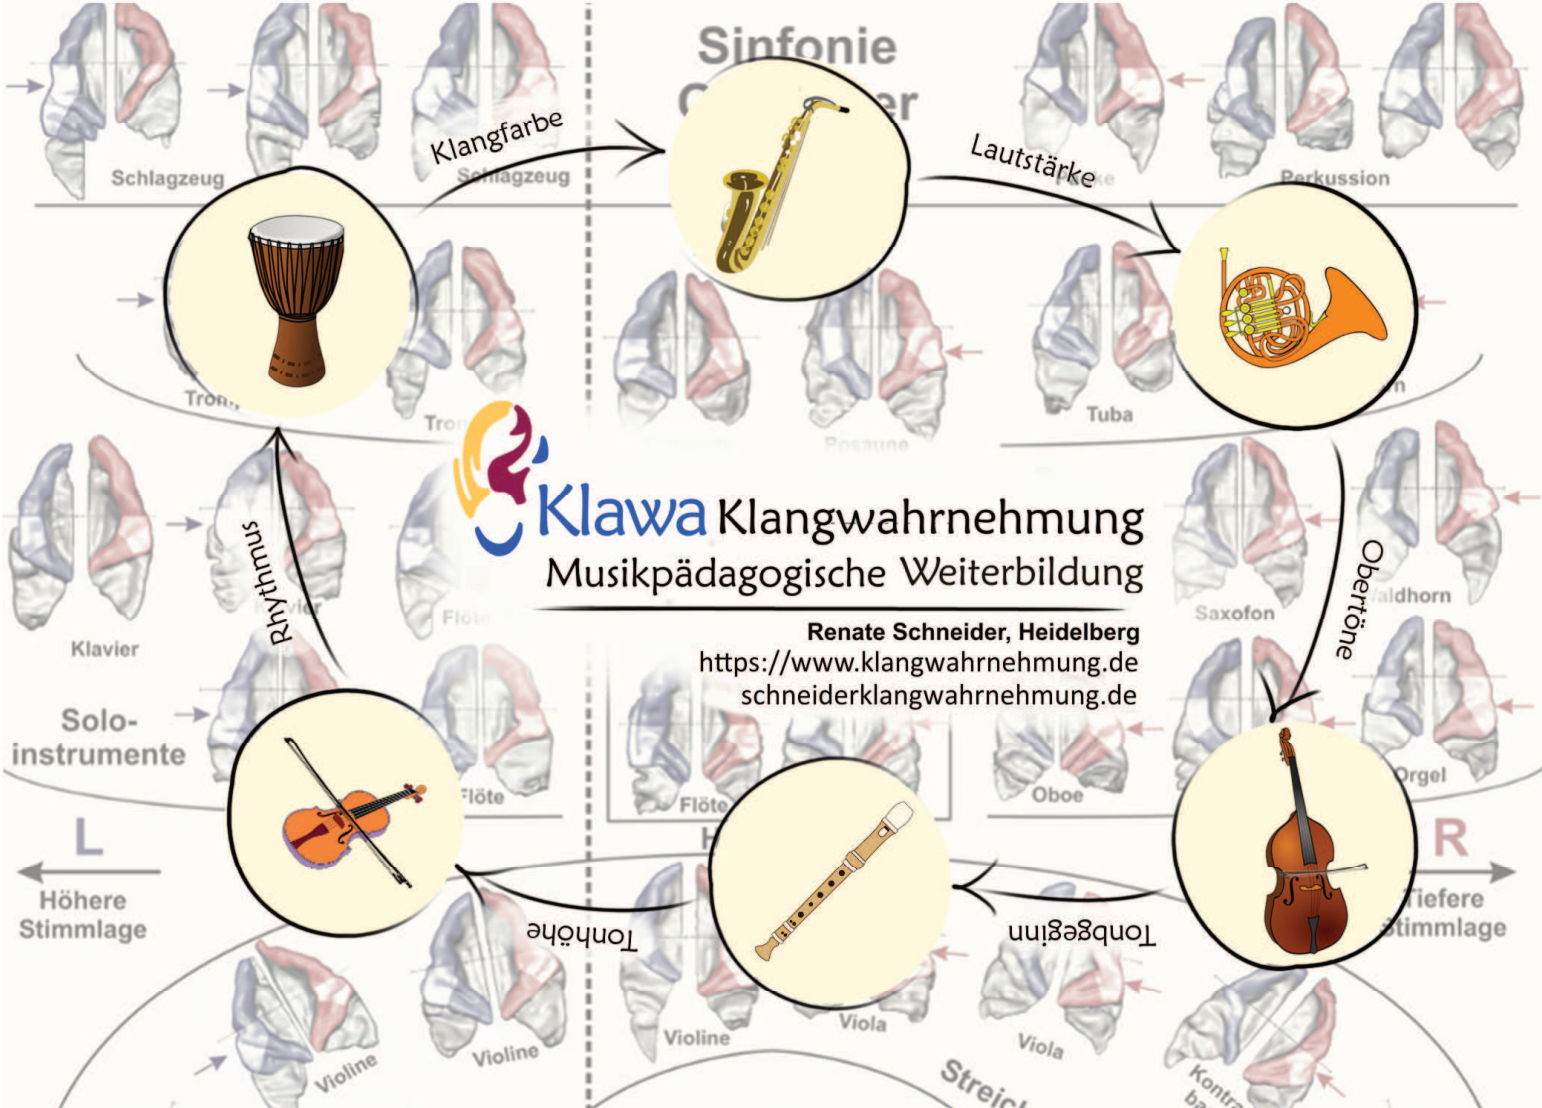 Sinfonie
Klangfarbe
Lautstärke
Schlagzeug
Schlagzeug
Perkussion
Tuba
Posaune
Klawa Klangwahrnehmung
Musikpädagogische Weiterbildung
Renate Schneider, Heidelberg
https://www.klangwahrnehmung.de
schneiderklangwahrnehmung.de
Rhythmus
Obertöne
Klavier
Saxofon
Solo-
instrumente
Flöte
Flöte
Oboe
Orgel
L
Höhere
Stimmlage
R
Tiefere
Stimmlage
Tonhöhe
Tonbeginn
Violine
Violine
Violine
Viola
Viola